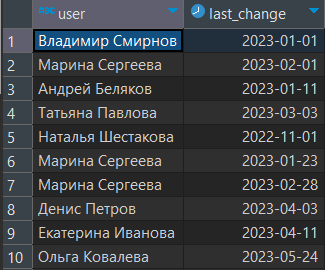 user last_change
1 Владимир Смирнов 2023-01-01
2 Марина Сергеева 2023-02-01
3 Андрей Беляков 2023-01-11
4 Татьяна Павлова 2023-03-03
5 Наталья Шестакова 2022-11-01
6 Марина Сергеева 2023-01-23
7 Марина Сергеева 2023-02-28
8 Денис Петров 2023-04-03
9 Екатерина Иванова 2023-04-11
10 Ольга Ковалева 2023-05-24